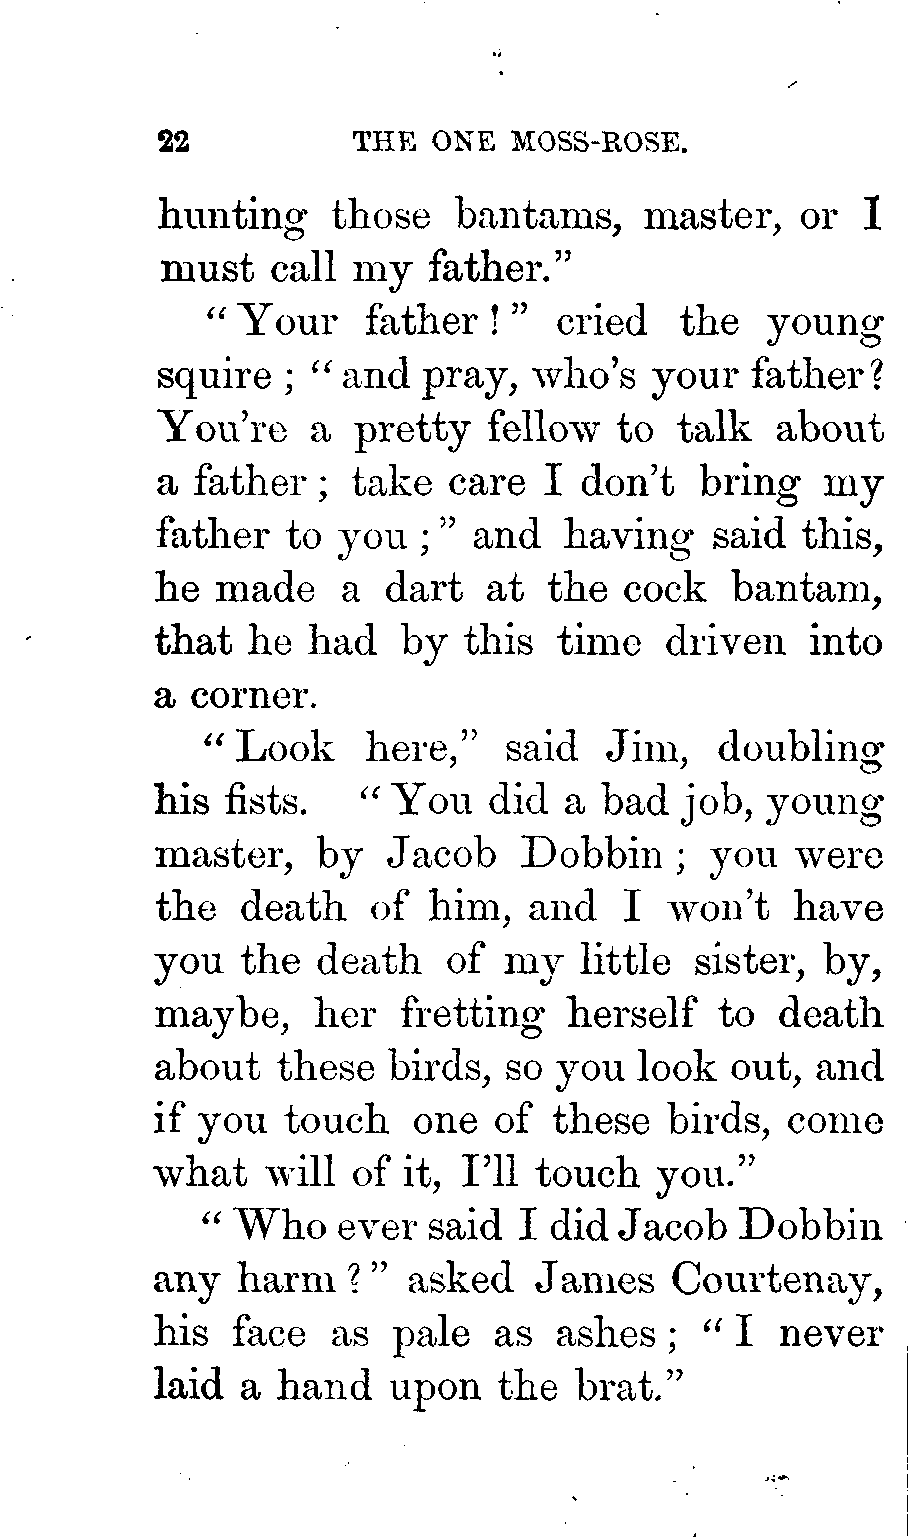 22 THE ONE MOSS-ROSE.
hunting those bantams, master, or I
must call my father."
"Your father!" cried the young
squire; "and pray, who's your father?
You're a pretty fellow to talk about
a father; take care I don't bring my
father to you;" and having said this,
he made a dart at the cock bantam,
that he had by this time driven into
a corner.
"Look here," said Jim, doubling
his fists. "You did a bad job, young
master, by Jacob Dobbin; you were
the death of him, and I won't have
you the death of my little sister, by,
maybe, her fretting herself to death
about these birds, so you look out, and
if you touch one of these birds, come
what will of it, I'll touch you."
"Who ever said I did Jacob Dobbin
any harm?" asked James Courtenay,
his face as pale as ashes; "I never
laid a hand upon the brat."